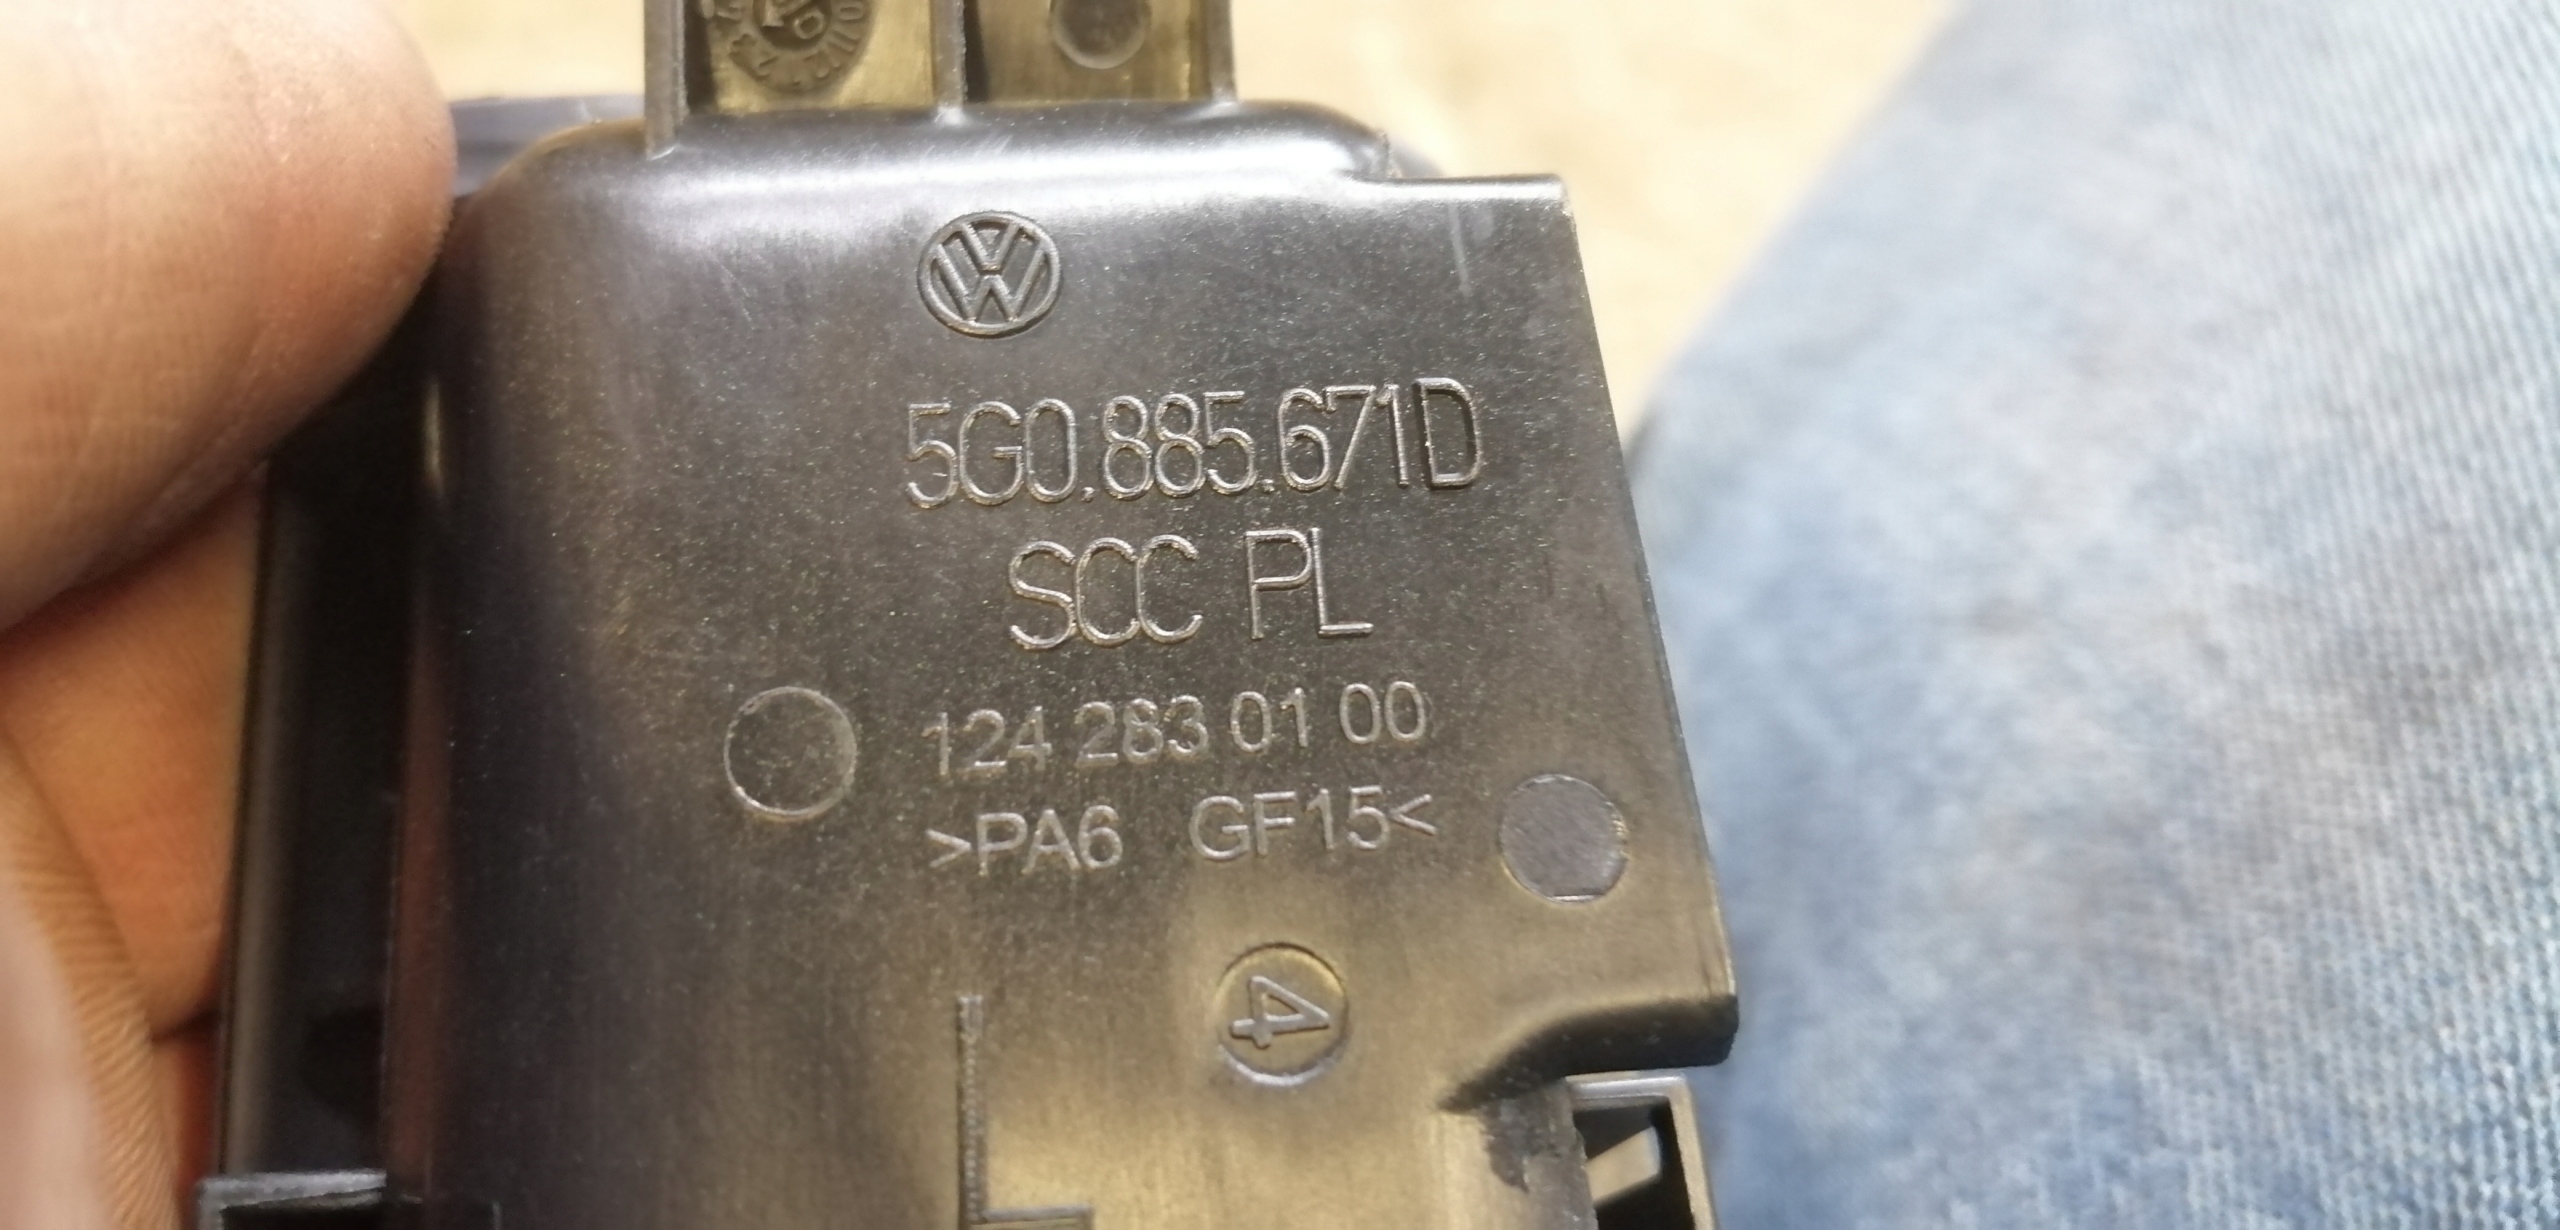 5G0.885.671D
SCC PL
124 283 01 00
>PA6 GF15<
4